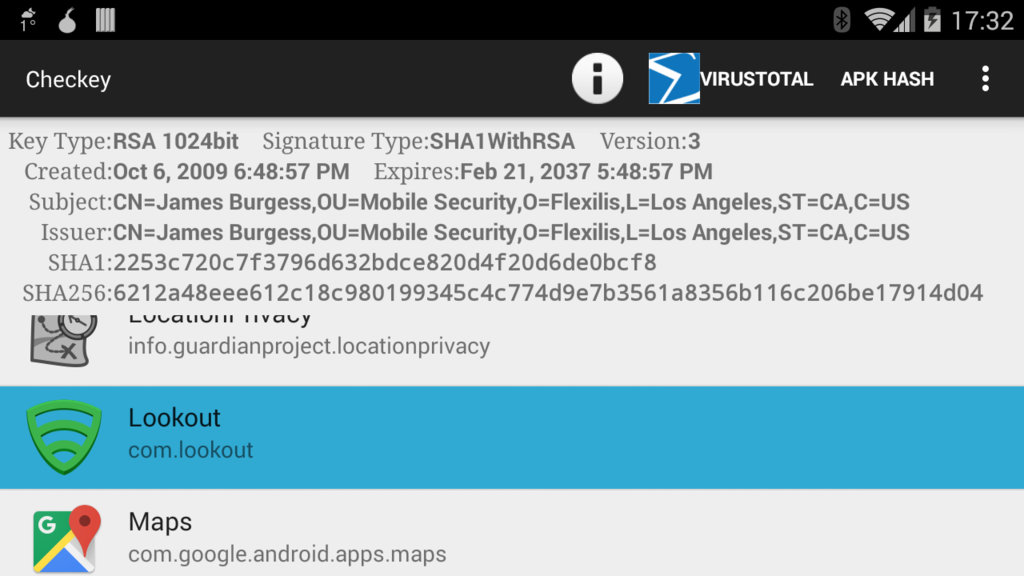 1° 17:32
Checkey VIRUSTOTAL APK HASH
Key Type:RSA 1024bit Signature Type:SHA1WithRSA Version:3
Created:Oct 6, 2009 6:48:57 PM Expires:Feb 21, 2037 5:48:57 PM
Subject:CN=James Burgess,OU=Mobile Security,O=Flexilis,L=Los Angeles,ST=CA,C=US
Issuer:CN=James Burgess,OU=Mobile Security,O=Flexilis,L=Los Angeles,ST=CA,C=US
SHA1:2253c720c7f3796d632bdce820d4f20d6de0bcf8
SHA256:6212a48eee612c18c980199345c4c774d9e7b3561a8356b116c206be17914d04
LocationPrivacy
info.guardianproject.locationprivacy
Lookout
com.lookout
Maps
com.google.android.apps.maps